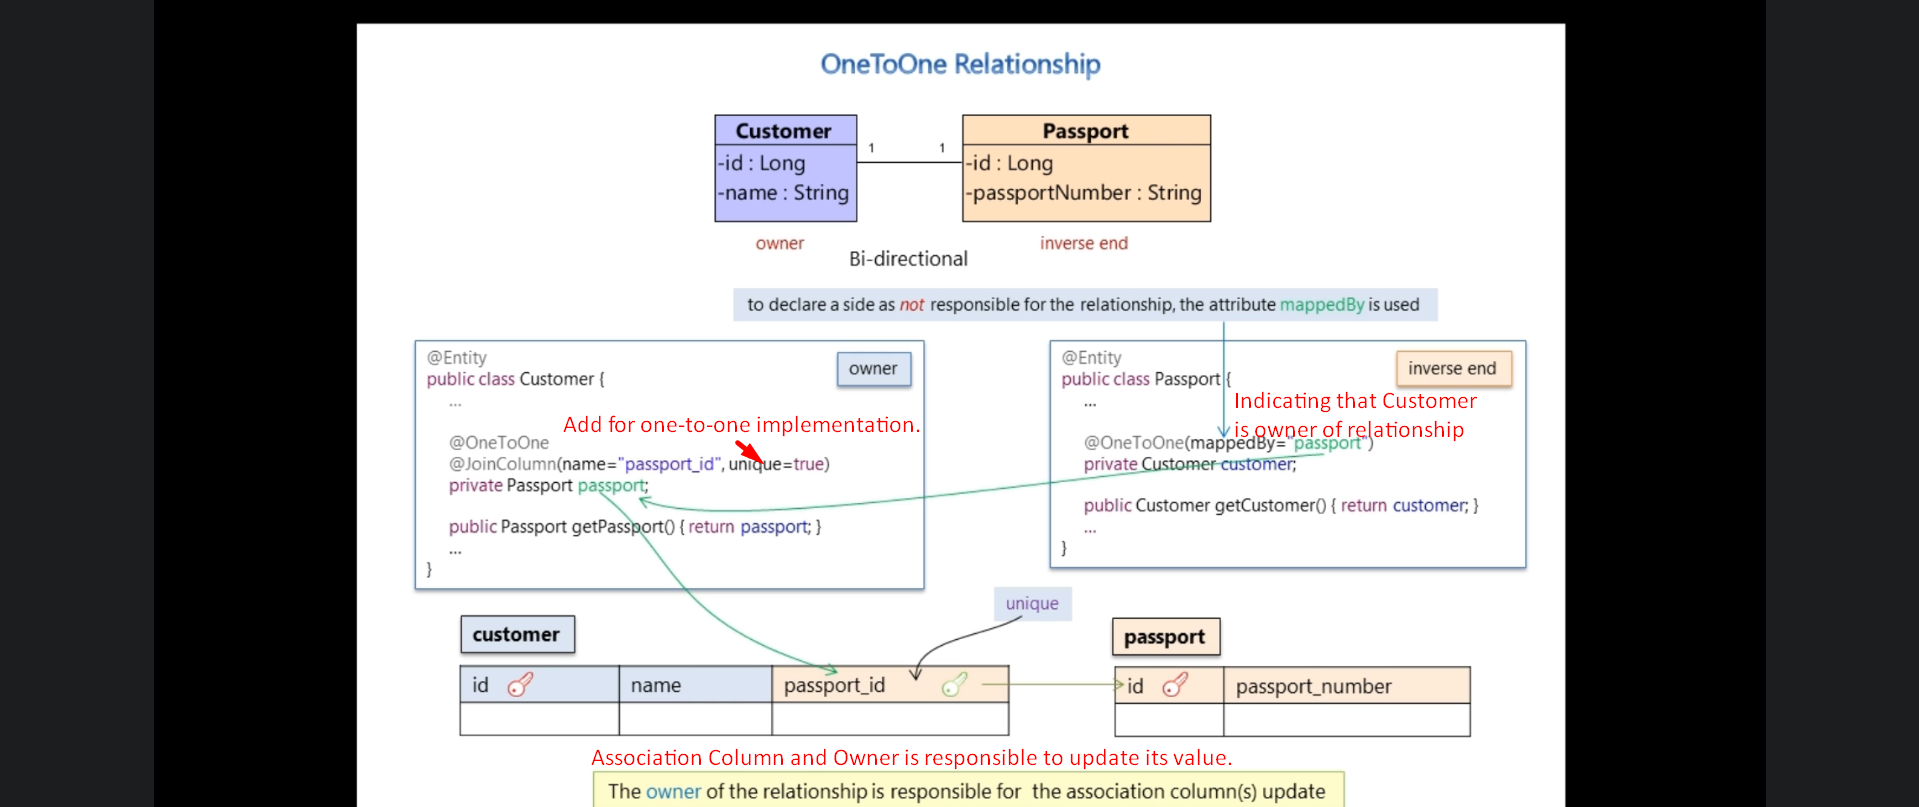 OneToOne Relationship
Customer
-id : Long
-name : String
1
1
Passport
-id : Long
-passportNumber : String
owner
inverse end
Bi-directional
to declare a side as not responsible for the relationship, the attribute mappedBy is used
@Entity
owner
public class Customer {
...
Add for one-to-one implementation.
@OneToOne
@JoinColumn(name="passport_id", unique=true)
private Passport passport;
public Passport getPassport() { return passport; }
...
}
@Entity
inverse end
public class Passport {
...
Indicating that Customer
is owner of relationship
@OneToOne(mappedBy="passport")
private Customer customer;
public Customer getCustomer() { return customer; }
...
}
unique
customer
id
name
passport_id
passport
id
passport_number
Association Column and Owner is responsible to update its value.
The owner of the relationship is responsible for the association column(s) update